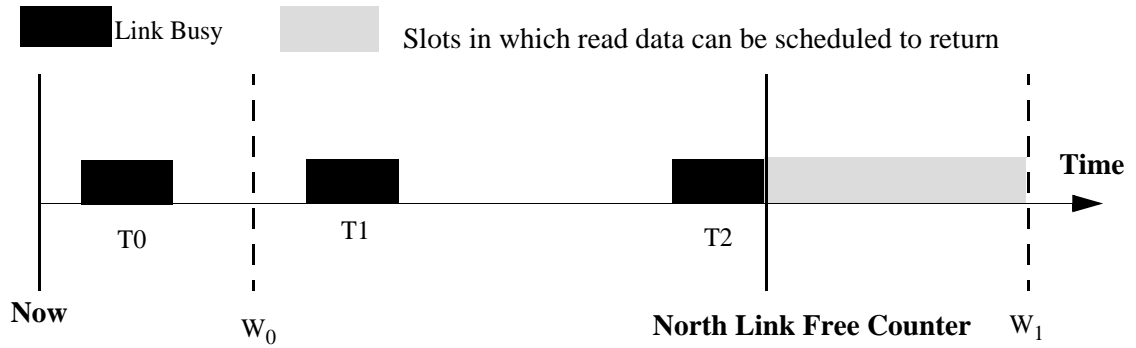 Link Busy
Slots in which read data can be scheduled to return
Time
T0
T1
T2
Now
W0
North Link Free Counter
W1